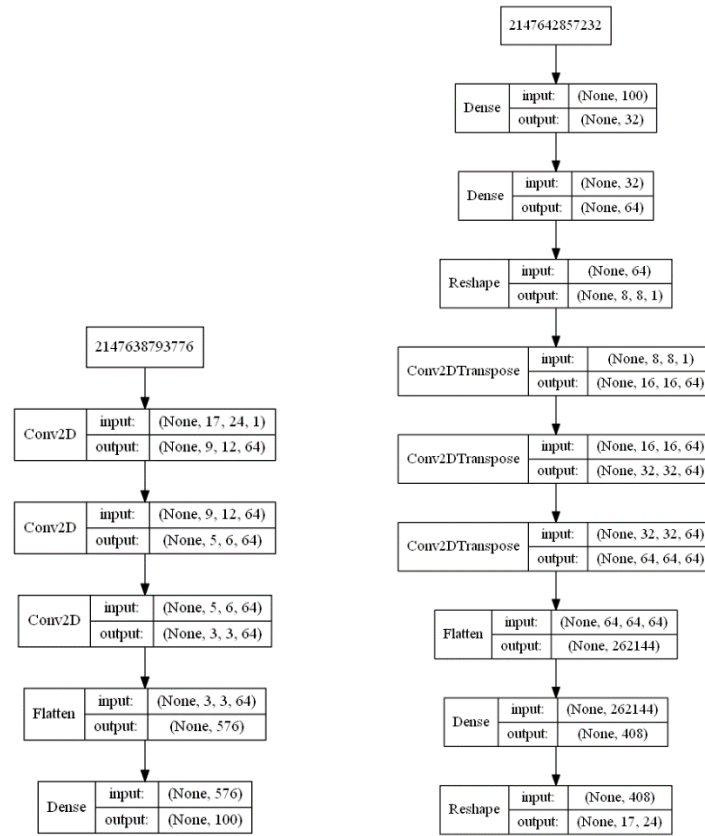 2147638793776
Conv2D input: (None, 17, 24, 1)
output: (None, 9, 12, 64)
Conv2D input: (None, 9, 12, 64)
output: (None, 5, 6, 64)
Conv2D input: (None, 5, 6, 64)
output: (None, 3, 3, 64)
Flatten input: (None, 3, 3, 64)
output: (None, 576)
Dense input: (None, 576)
output: (None, 100)
2147642857232
Dense input: (None, 100)
output: (None, 32)
Dense input: (None, 32)
output: (None, 64)
Reshape input: (None, 64)
output: (None, 8, 8, 1)
Conv2DTranspose input: (None, 8, 8, 1)
output: (None, 16, 16, 64)
Conv2DTranspose input: (None, 16, 16, 64)
output: (None, 32, 32, 64)
Conv2DTranspose input: (None, 32, 32, 64)
output: (None, 64, 64, 64)
Flatten input: (None, 64, 64, 64)
output: (None, 262144)
Dense input: (None, 262144)
output: (None, 408)
Reshape input: (None, 408)
output: (None, 17, 24)